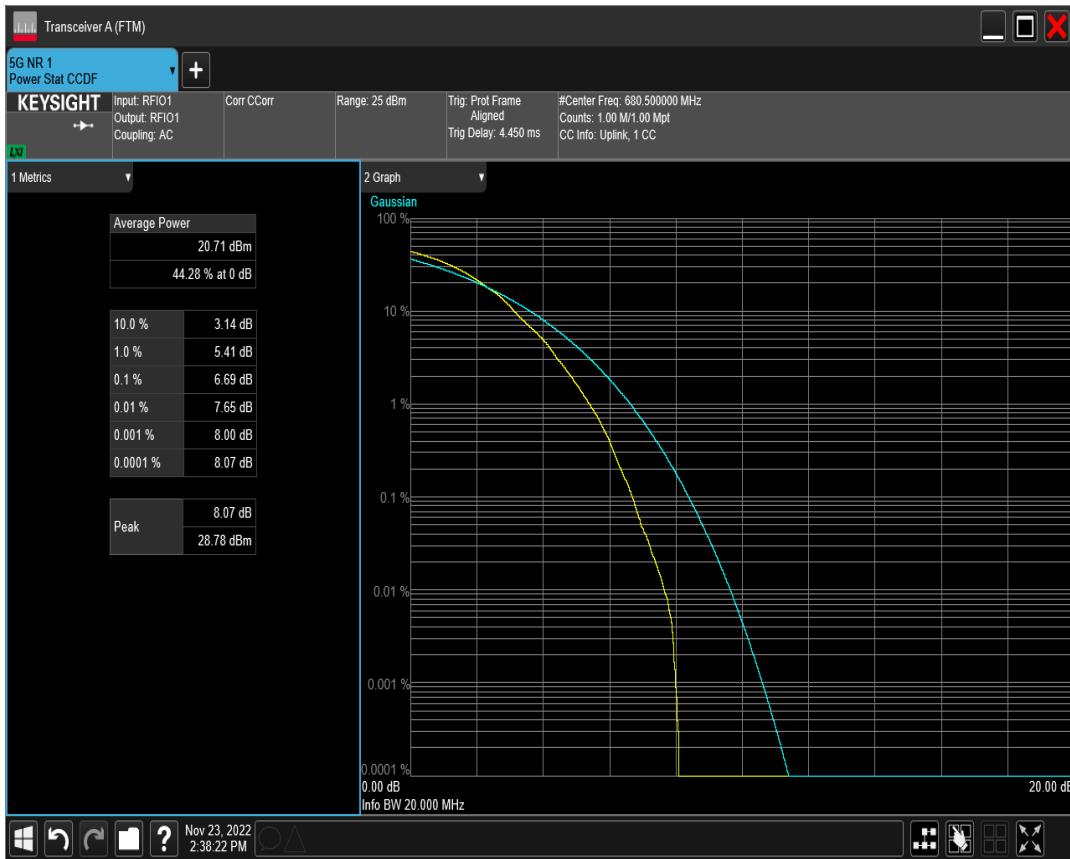 Transceiver A (FTM)
5G NR 1
Power Stat CCDF
KEYSIGHT
LXI
Input: RFIO1
Output: RFIO1
Coupling: AC
Corr CCorr
Range: 25 dBm
Trig: Prot Frame
Aligned
Trig Delay: 4.450 ms
#Center Freq: 680.500000 MHz
Counts: 1.00 M/1.00 Mpt
CC Info: Uplink, 1 CC
1 Metrics
Average Power
20.71 dBm
44.28 % at 0 dB
10.0 % 3.14 dB
1.0 % 5.41 dB
0.1 % 6.69 dB
0.01 % 7.65 dB
0.001 % 8.00 dB
0.0001 % 8.07 dB
Peak
8.07 dB
28.78 dBm
2 Graph
Gaussian
100 %
10 %
1 %
0.1 %
0.01 %
0.001 %
0.0001 %
0.00 dB
20.00 dB
Info BW 20.000 MHz
?
Nov 23, 2022
2:38:22 PM